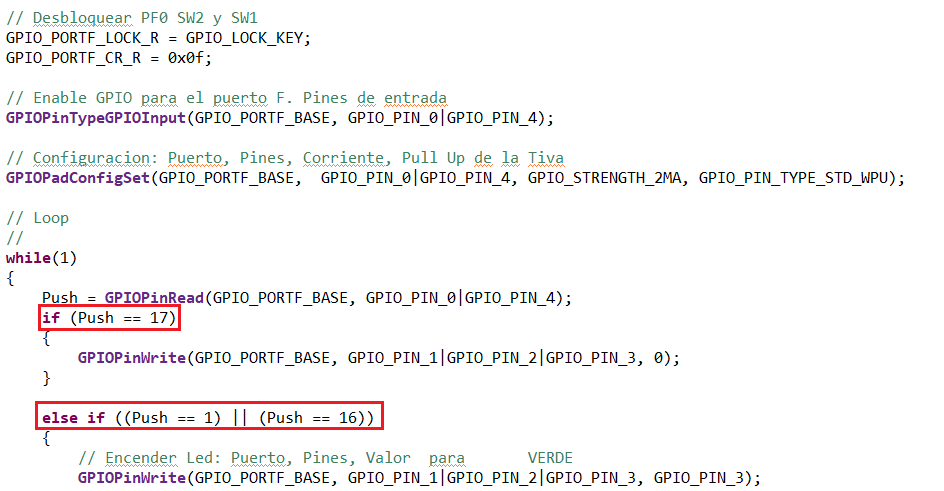 // Desbloquear PF0 SW2 y SW1
GPIO_PORTF_LOCK_R = GPIO_LOCK_KEY;
GPIO_PORTF_CR_R = 0x0f;
// Enable GPIO para el puerto F. Pines de entrada
GPIOPinTypeGPIOInput(GPIO_PORTF_BASE, GPIO_PIN_0|GPIO_PIN_4);
// Configuracion: Puerto, Pines, Corriente, Pull Up de la Tiva
GPIOPadConfigSet(GPIO_PORTF_BASE,  GPIO_PIN_0|GPIO_PIN_4, GPIO_STRENGTH_2MA, GPIO_PIN_TYPE_STD_WPU);
// Loop
//
while(1)
{
    Push = GPIOPinRead(GPIO_PORTF_BASE, GPIO_PIN_0|GPIO_PIN_4);
    if (Push == 17)
    {
        GPIOPinWrite(GPIO_PORTF_BASE, GPIO_PIN_1|GPIO_PIN_2|GPIO_PIN_3, 0);
    }
    else if ((Push == 1) || (Push == 16))
    {
        // Encender Led: Puerto, Pines, Valor  para      VERDE
        GPIOPinWrite(GPIO_PORTF_BASE, GPIO_PIN_1|GPIO_PIN_2|GPIO_PIN_3, GPIO_PIN_3);